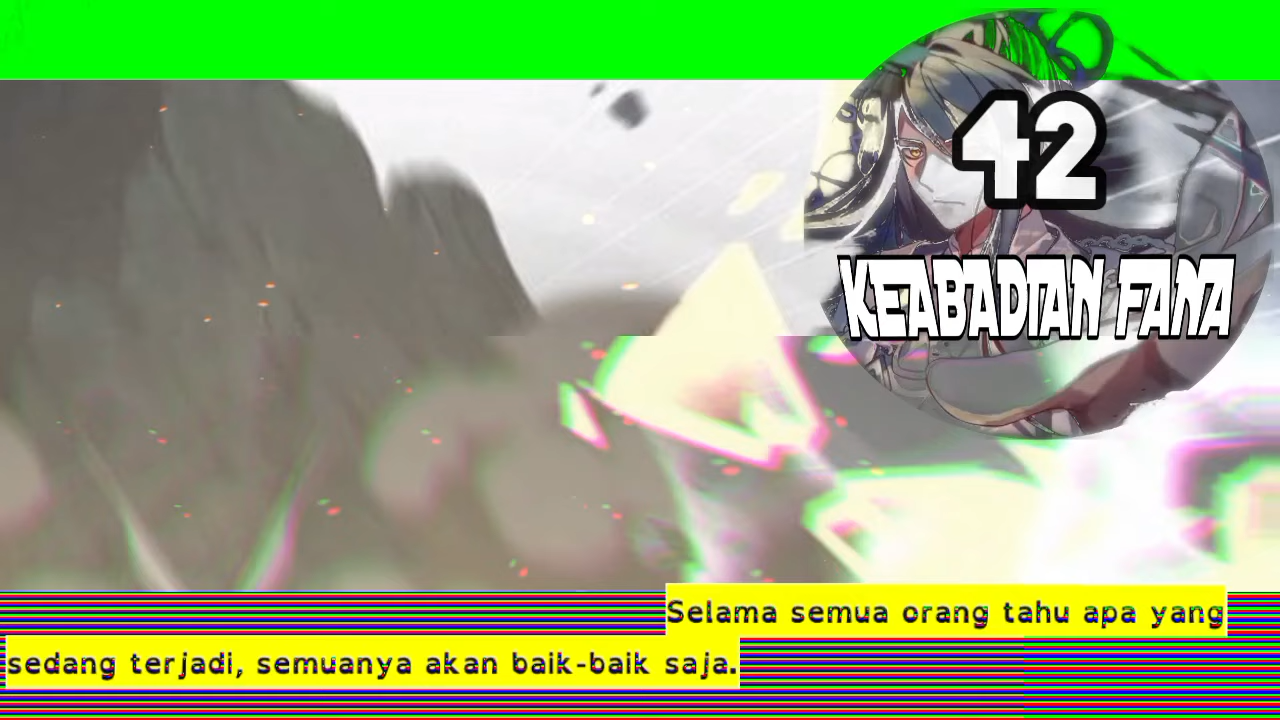 42
KEABADIAN FANA
Selama semua orang tahu apa yang
sedang terjadi, semuanya akan baik-baik saja.